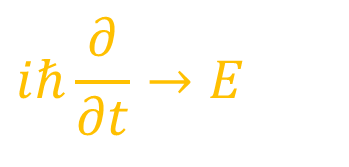 iℏ ∂/∂t → E